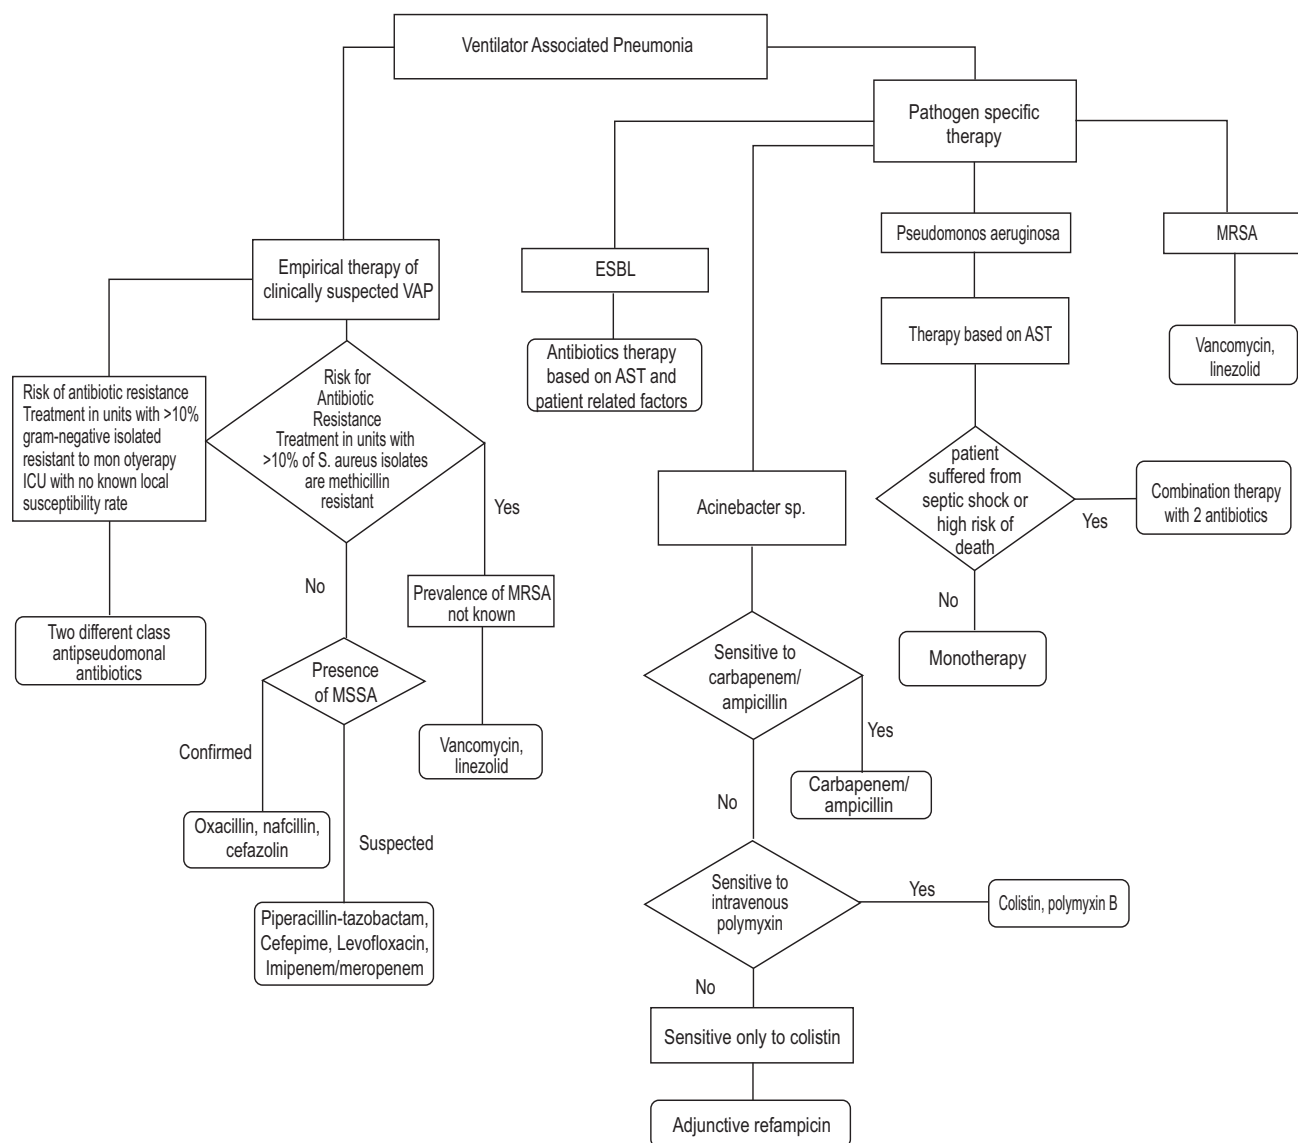 Ventilator Associated Pneumonia
Pathogen specific
therapy
Empirical therapy of
clinically suspected VAP
Risk of antibiotic resistance
Treatment in units with >10%
gram-negative isolated
resistant to mon otyerapy
ICU with no known local
susceptibility rate
Two different class
antipseudomonal
antibiotics
Risk for
Antibiotic
Resistance
Treatment in units with
>10% of S. aureus isolates
are methicillin
resistant
Yes
No
Prevalence of MRSA
not known
Vancomycin,
linezolid
Presence
of MSSA
Confirmed
Oxacillin, nafcillin,
cefazolin
Suspected
Piperacillin-tazobactam,
Cefepime, Levofloxacin,
Imipenem/meropenem
ESBL
Antibiotics therapy
based on AST and
patient related factors
Acinebacter sp.
Sensitive to
carbapenem/
ampicillin
Yes
Carbapenem/
ampicillin
No
Sensitive to
intravenous
polymyxin
Yes
Colistin, polymyxin B
No
Sensitive only to colistin
Adjunctive refampicin
Pseudomonos aeruginosa
Therapy based on AST
patient
suffered from
septic shock or
high risk of
death
Yes
Combination therapy
with 2 antibiotics
No
Monotherapy
MRSA
Vancomycin,
linezolid